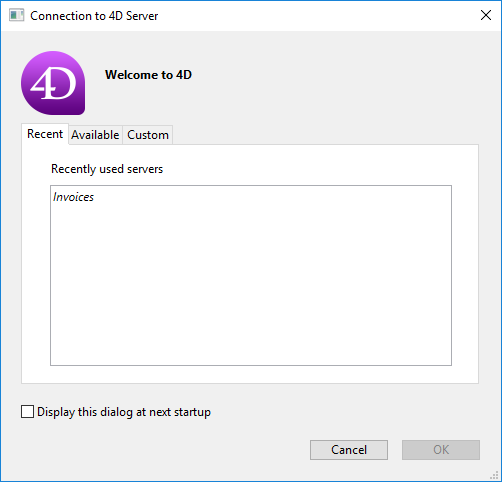 Connection to 4D Server
4D
Welcome to 4D
Recent Available Custom
Recently used servers
Invoices
Display this dialog at next startup
Cancel OK